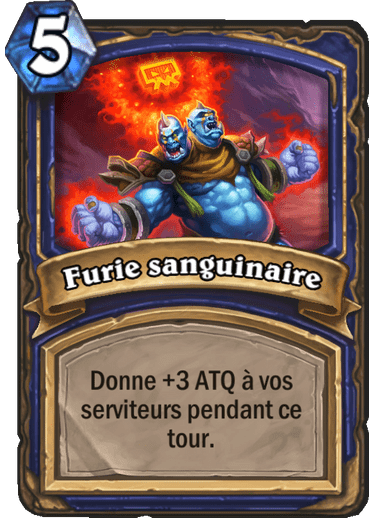 5
Furie sanguinaire
Donne +3 ATQ à vos
serviteurs pendant ce
tour.